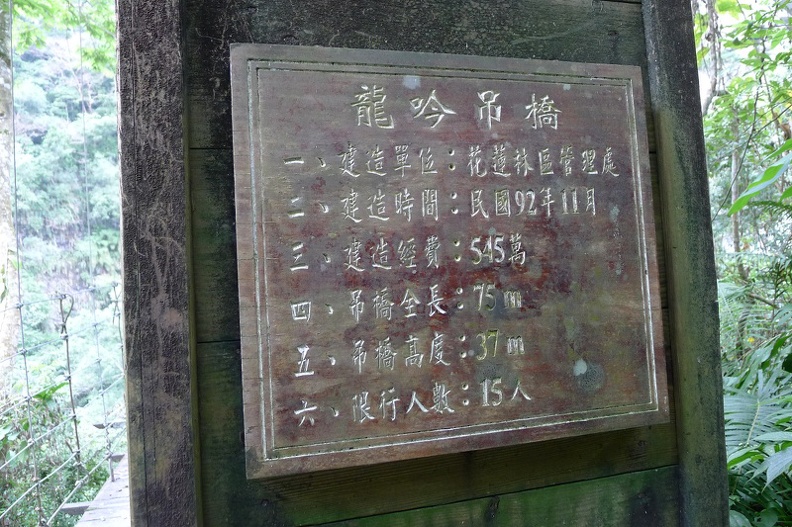 龍吟吊橋
一、建造單位：花蓮林區管理處
二、建造時間：民國92年11月
三、建造經費：545萬
四、吊橋全長：75m
五、吊橋高度：37m
六、限行人數：15人